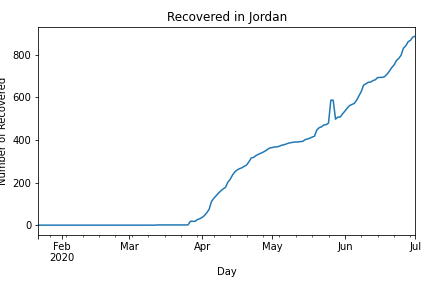 Recovered in Jordan
Number of Recovered
800
600
400
200
0
Feb
2020
Mar
Apr
May
Jun
Jul
Day